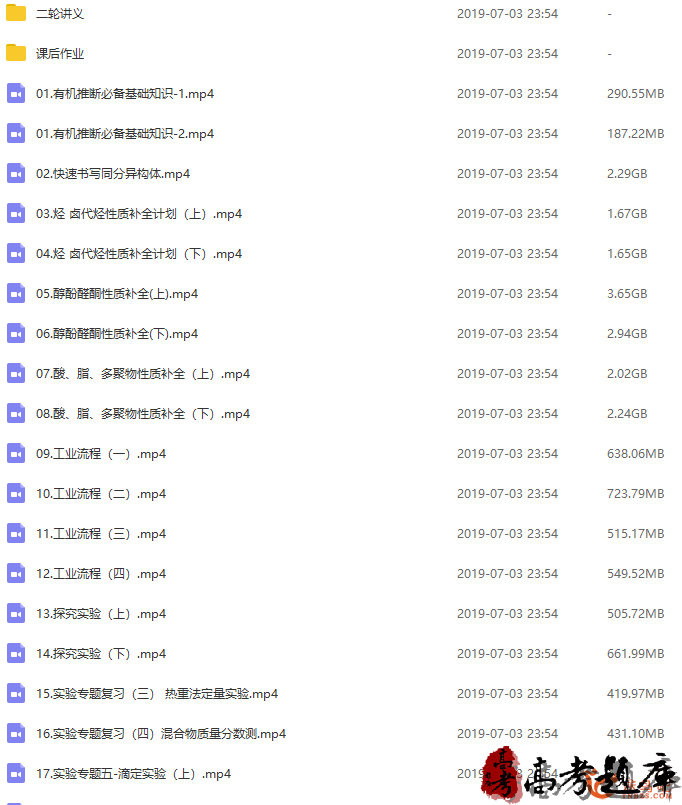 二轮讲义 2019-07-03 23:54 -
课后作业 2019-07-03 23:54 -
01.有机推断必备基础知识-1.mp4 2019-07-03 23:54 290.55MB
01.有机推断必备基础知识-2.mp4 2019-07-03 23:54 187.22MB
02.快速书写同分异构体.mp4 2019-07-03 23:54 2.29GB
03.烃 卤代烃性质补全计划（上）.mp4 2019-07-03 23:54 1.67GB
04.烃 卤代烃性质补全计划（下）.mp4 2019-07-03 23:54 1.65GB
05.醇酚醛酮性质补全(上).mp4 2019-07-03 23:54 3.65GB
06.醇酚醛酮性质补全(下).mp4 2019-07-03 23:54 2.94GB
07.酸、脂、多聚物性质补全（上）.mp4 2019-07-03 23:54 2.02GB
08.酸、脂、多聚物性质补全（下）.mp4 2019-07-03 23:54 2.24GB
09.工业流程（一）.mp4 2019-07-03 23:54 638.06MB
10.工业流程（二）.mp4 2019-07-03 23:54 723.79MB
11.工业流程（三）.mp4 2019-07-03 23:54 515.17MB
12.工业流程（四）.mp4 2019-07-03 23:54 549.52MB
13.探究实验（上）.mp4 2019-07-03 23:54 505.72MB
14.探究实验（下）.mp4 2019-07-03 23:54 661.99MB
15.实验专题复习（三） 热重法定量实验.mp4 2019-07-03 23:54 419.97MB
16.实验专题复习（四）混合物质量分数测.mp4 2019-07-03 23:54 431.10MB
17.实验专题五-滴定实验（上）.mp4 2019 23:54
高考题库